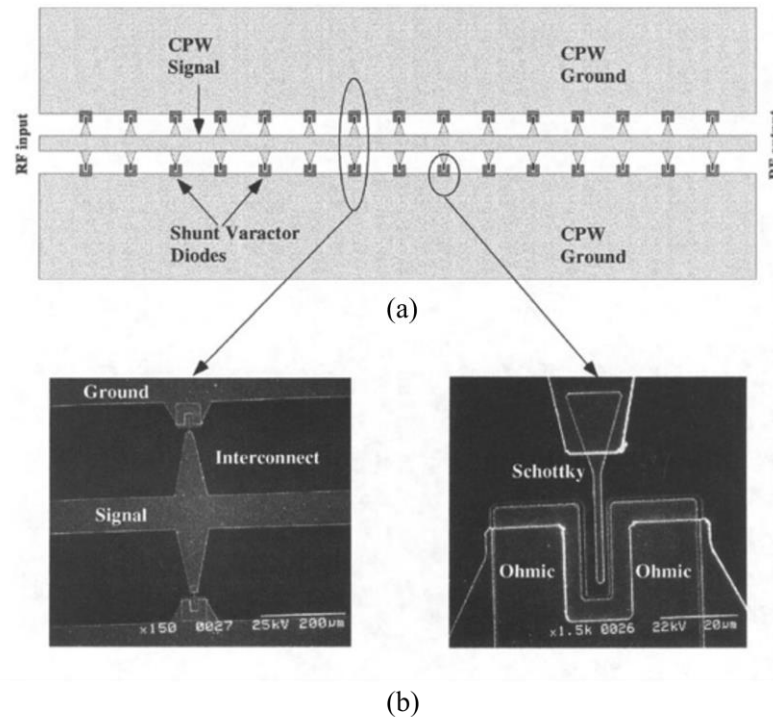 CPW
Signal
CPW
Ground
RF input
Shunt Varactor
Diodes
CPW
Ground
(a)
Ground
Interconnect
Signal
x150 0027 25kV 200μm
Schottky
Ohmic Ohmic
x1.5k 0026 22kV 20μm
(b)